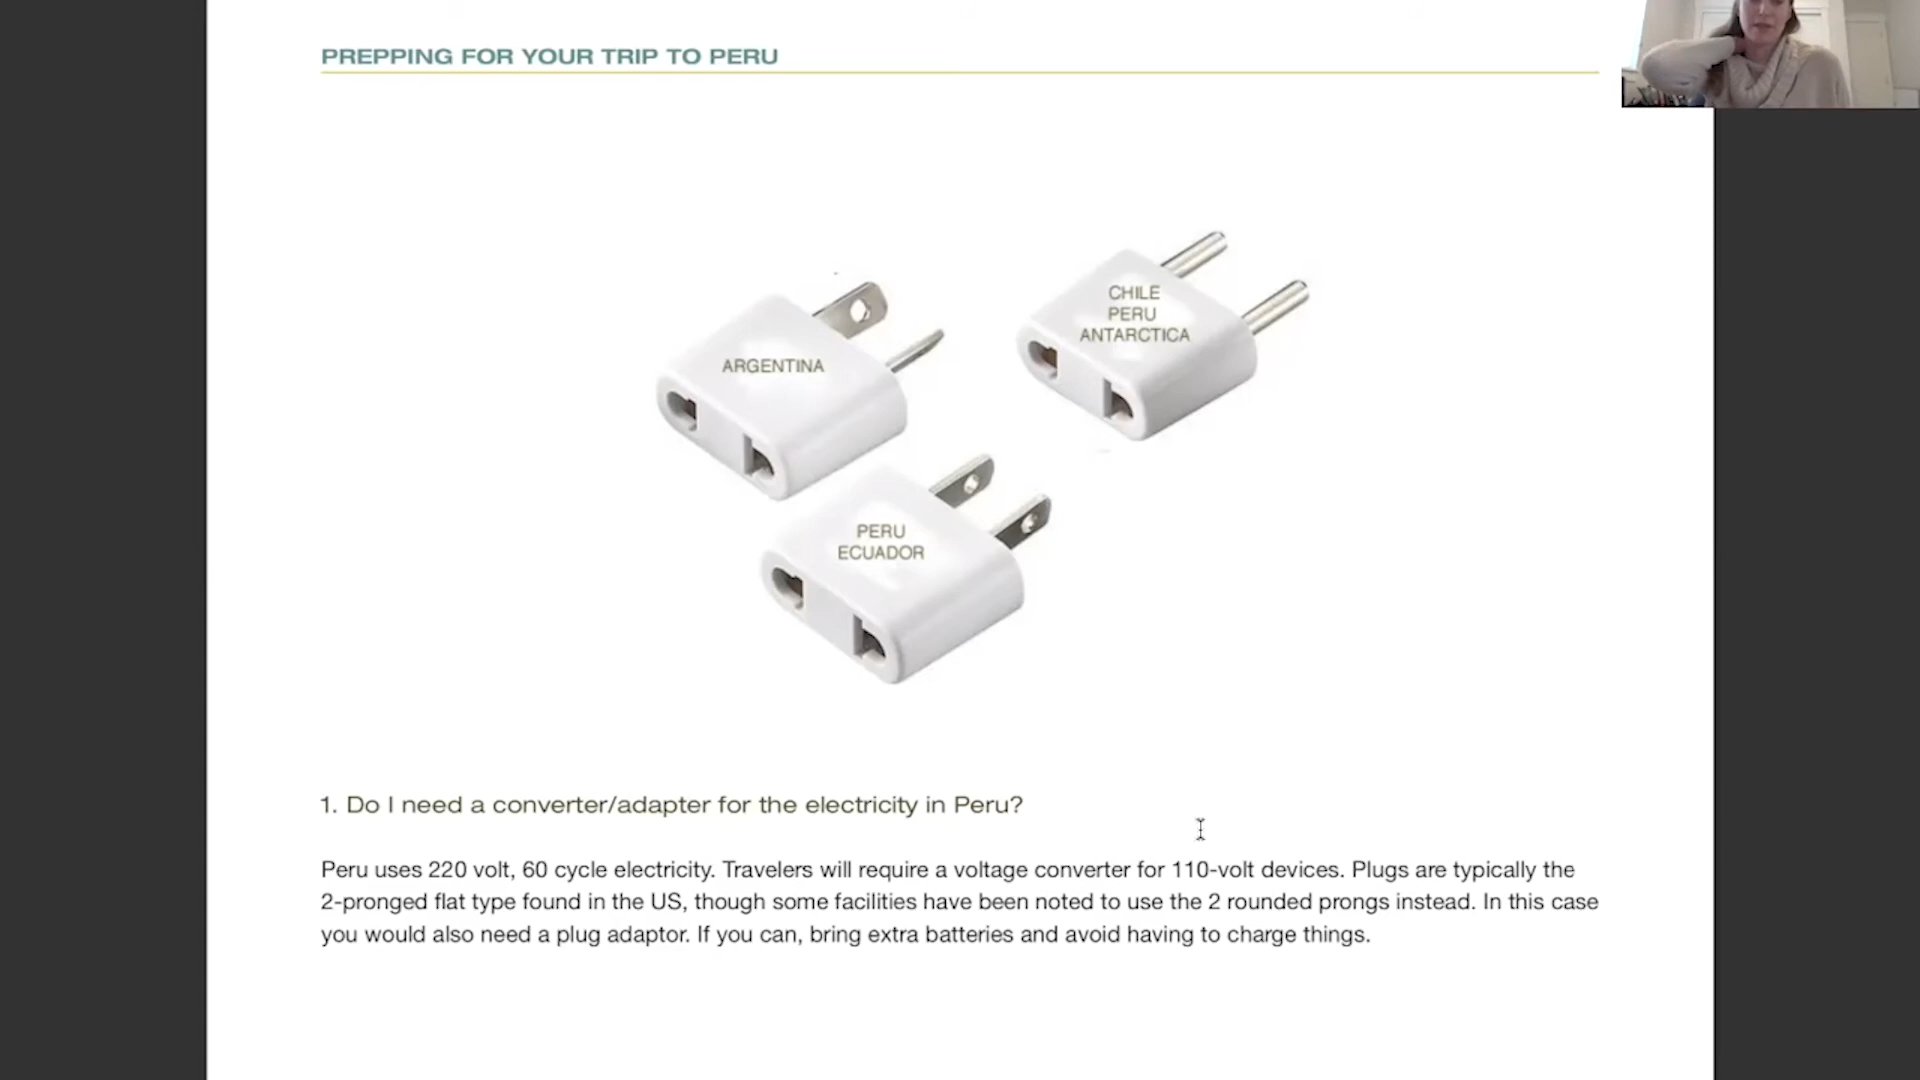 PREPPING FOR YOUR TRIP TO PERU
CHILE
PERU
ANTARCTICA
ARGENTINA
PERU
ECUADOR
1. Do I need a converter/adapter for the electricity in Peru?
Peru uses 220 volt, 60 cycle electricity. Travelers will require a voltage converter for 110-volt devices. Plugs are typically the
2-pronged flat type found in the US, though some facilities have been noted to use the 2 rounded prongs instead. In this case
you would also need a plug adaptor. If you can, bring extra batteries and avoid having to charge things.